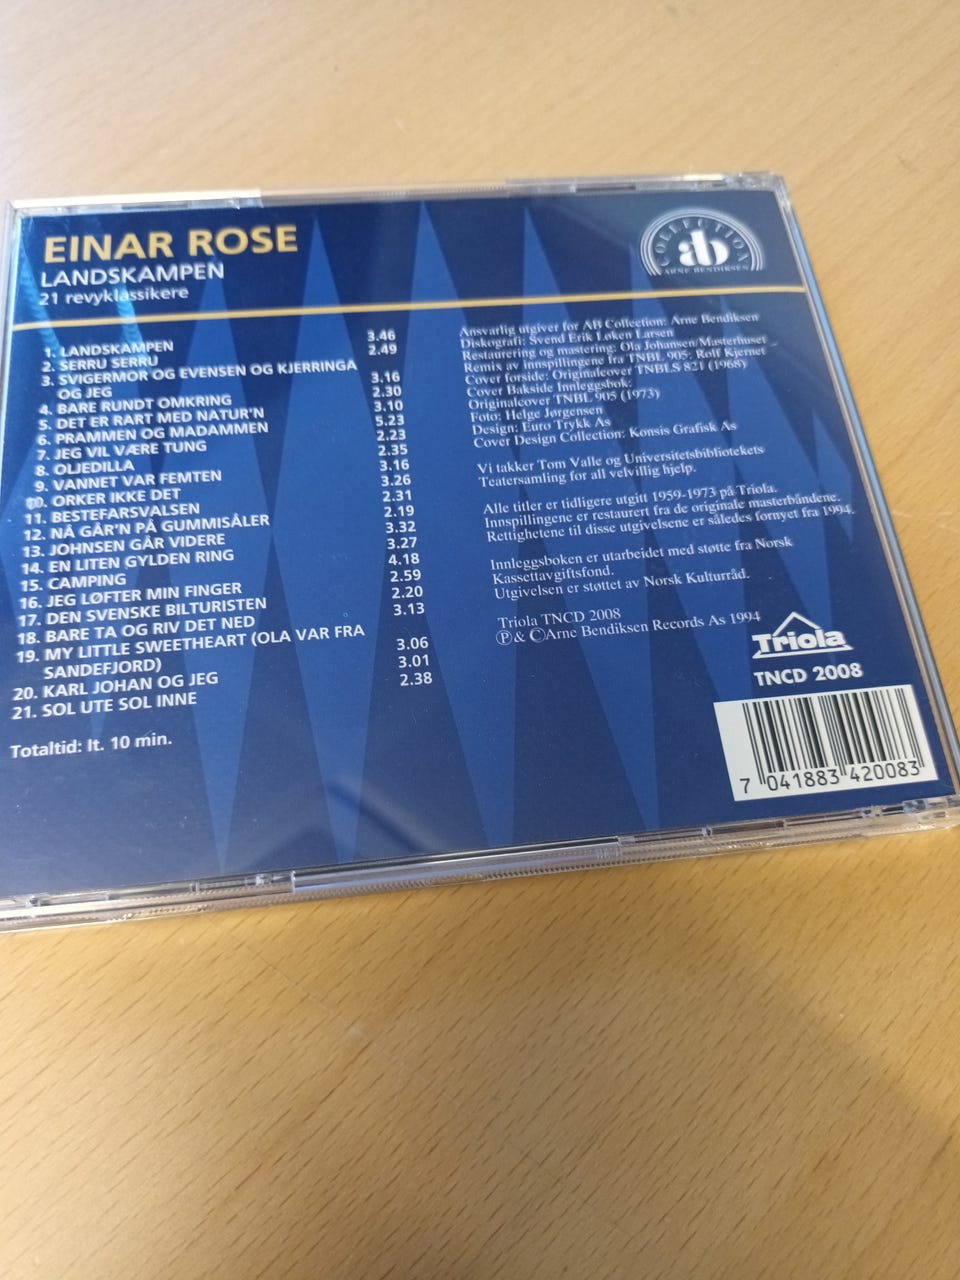 EINAR ROSE
LANDSKAMPEN
21 revyklassikere
COLLECTION
ab
ARNE BENDIKSEN
1. LANDSKAMPEN 3.46
2. SERRU SERRU 2.49
3. SVIGERMOR OG EVENSEN OG KJERRINGA
OG JEG 3.16
4. BARE RUNDT OMKRING 2.30
5. DET ER RART MED NATUR'N 3.10
6. PRAMMEN OG MADAMMEN 5.23
7. JEG VIL VÆRE TUNG 2.23
8. OLJEDILLA 2.35
9. VANNET VAR FEMTEN 3.16
10. ORKER IKKE DET 3.26
11. BESTEFARSVALSEN 2.31
12. NÅ GÅR'N PÅ GUMMISÅLER 2.19
13. JOHNSEN GÅR VIDERE 3.32
14. EN LITEN GYLDEN RING 3.27
15. CAMPING 4.18
16. JEG LØFTER MIN FINGER 2.59
17. DEN SVENSKE BILTURISTEN 2.20
18. BARE TA OG RIV DET NED 3.13
19. MY LITTLE SWEETHEART (OLA VAR FRA
SANDEFJORD) 3.06
20. KARL JOHAN OG JEG 3.01
21. SOL UTE SOL INNE 2.38
Totaltid: 1t. 10 min.
Ansvarlig utgiver for AB Collection: Arne Bendiksen
Diskografi: Svend Erik Løken Larsen
Restaurering og mastering: Ola Johansen/Masterhuset
Remix av innspillingene fra TNBL 905: Rolf Kjernet
Cover forside: Originalcover TNBLS 821 (1968)
Cover Bakside Innleggsbok:
Originalcover TNBL 905 (1973)
Foto: Helge Jørgensen
Design: Euro Trykk As
Cover Design Collection: Konsis Grafisk As
Vi takker Tom Valle og Universitetsbibliotekets
Teatersamling for all velvillig hjelp.
Alle titler er tidligere utgitt 1959-1973 på Triola.
Innspillingene er restaurert fra de originale masterbåndene.
Rettighetene til disse utgivelsene er således fornyet fra 1994.
Innleggsboken er utarbeidet med støtte fra Norsk
Kassettavgiftsfond.
Utgivelsen er støttet av Norsk Kulturråd.
Triola TNCD 2008
Ⓟ & ©Arne Bendiksen Records As 1994
Triola
TNCD 2008
7 041883 420083